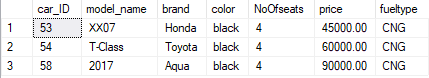 car_ID model_name brand color NoOfseats price fueltype
1 53 XX07 Honda black 4 45000.00 CNG
2 54 T-Class Toyota black 4 60000.00 CNG
3 58 2017 Aqua black 4 90000.00 CNG